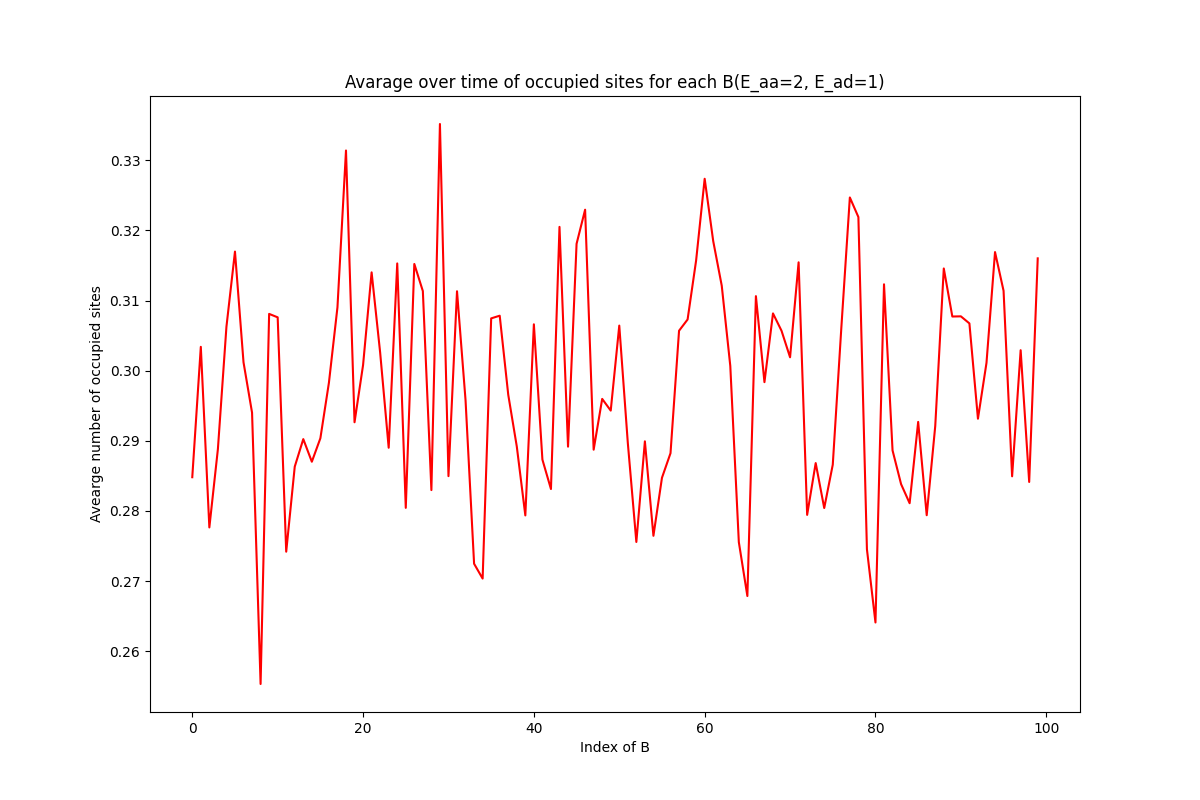 Avarage over time of occupied sites for each B(E_aa=2, E_ad=1)
Avearge number of occupied sites
0.33
0.32
0.31
0.30
0.29
0.28
0.27
0.26
0 20 40 60 80 100
Index of B